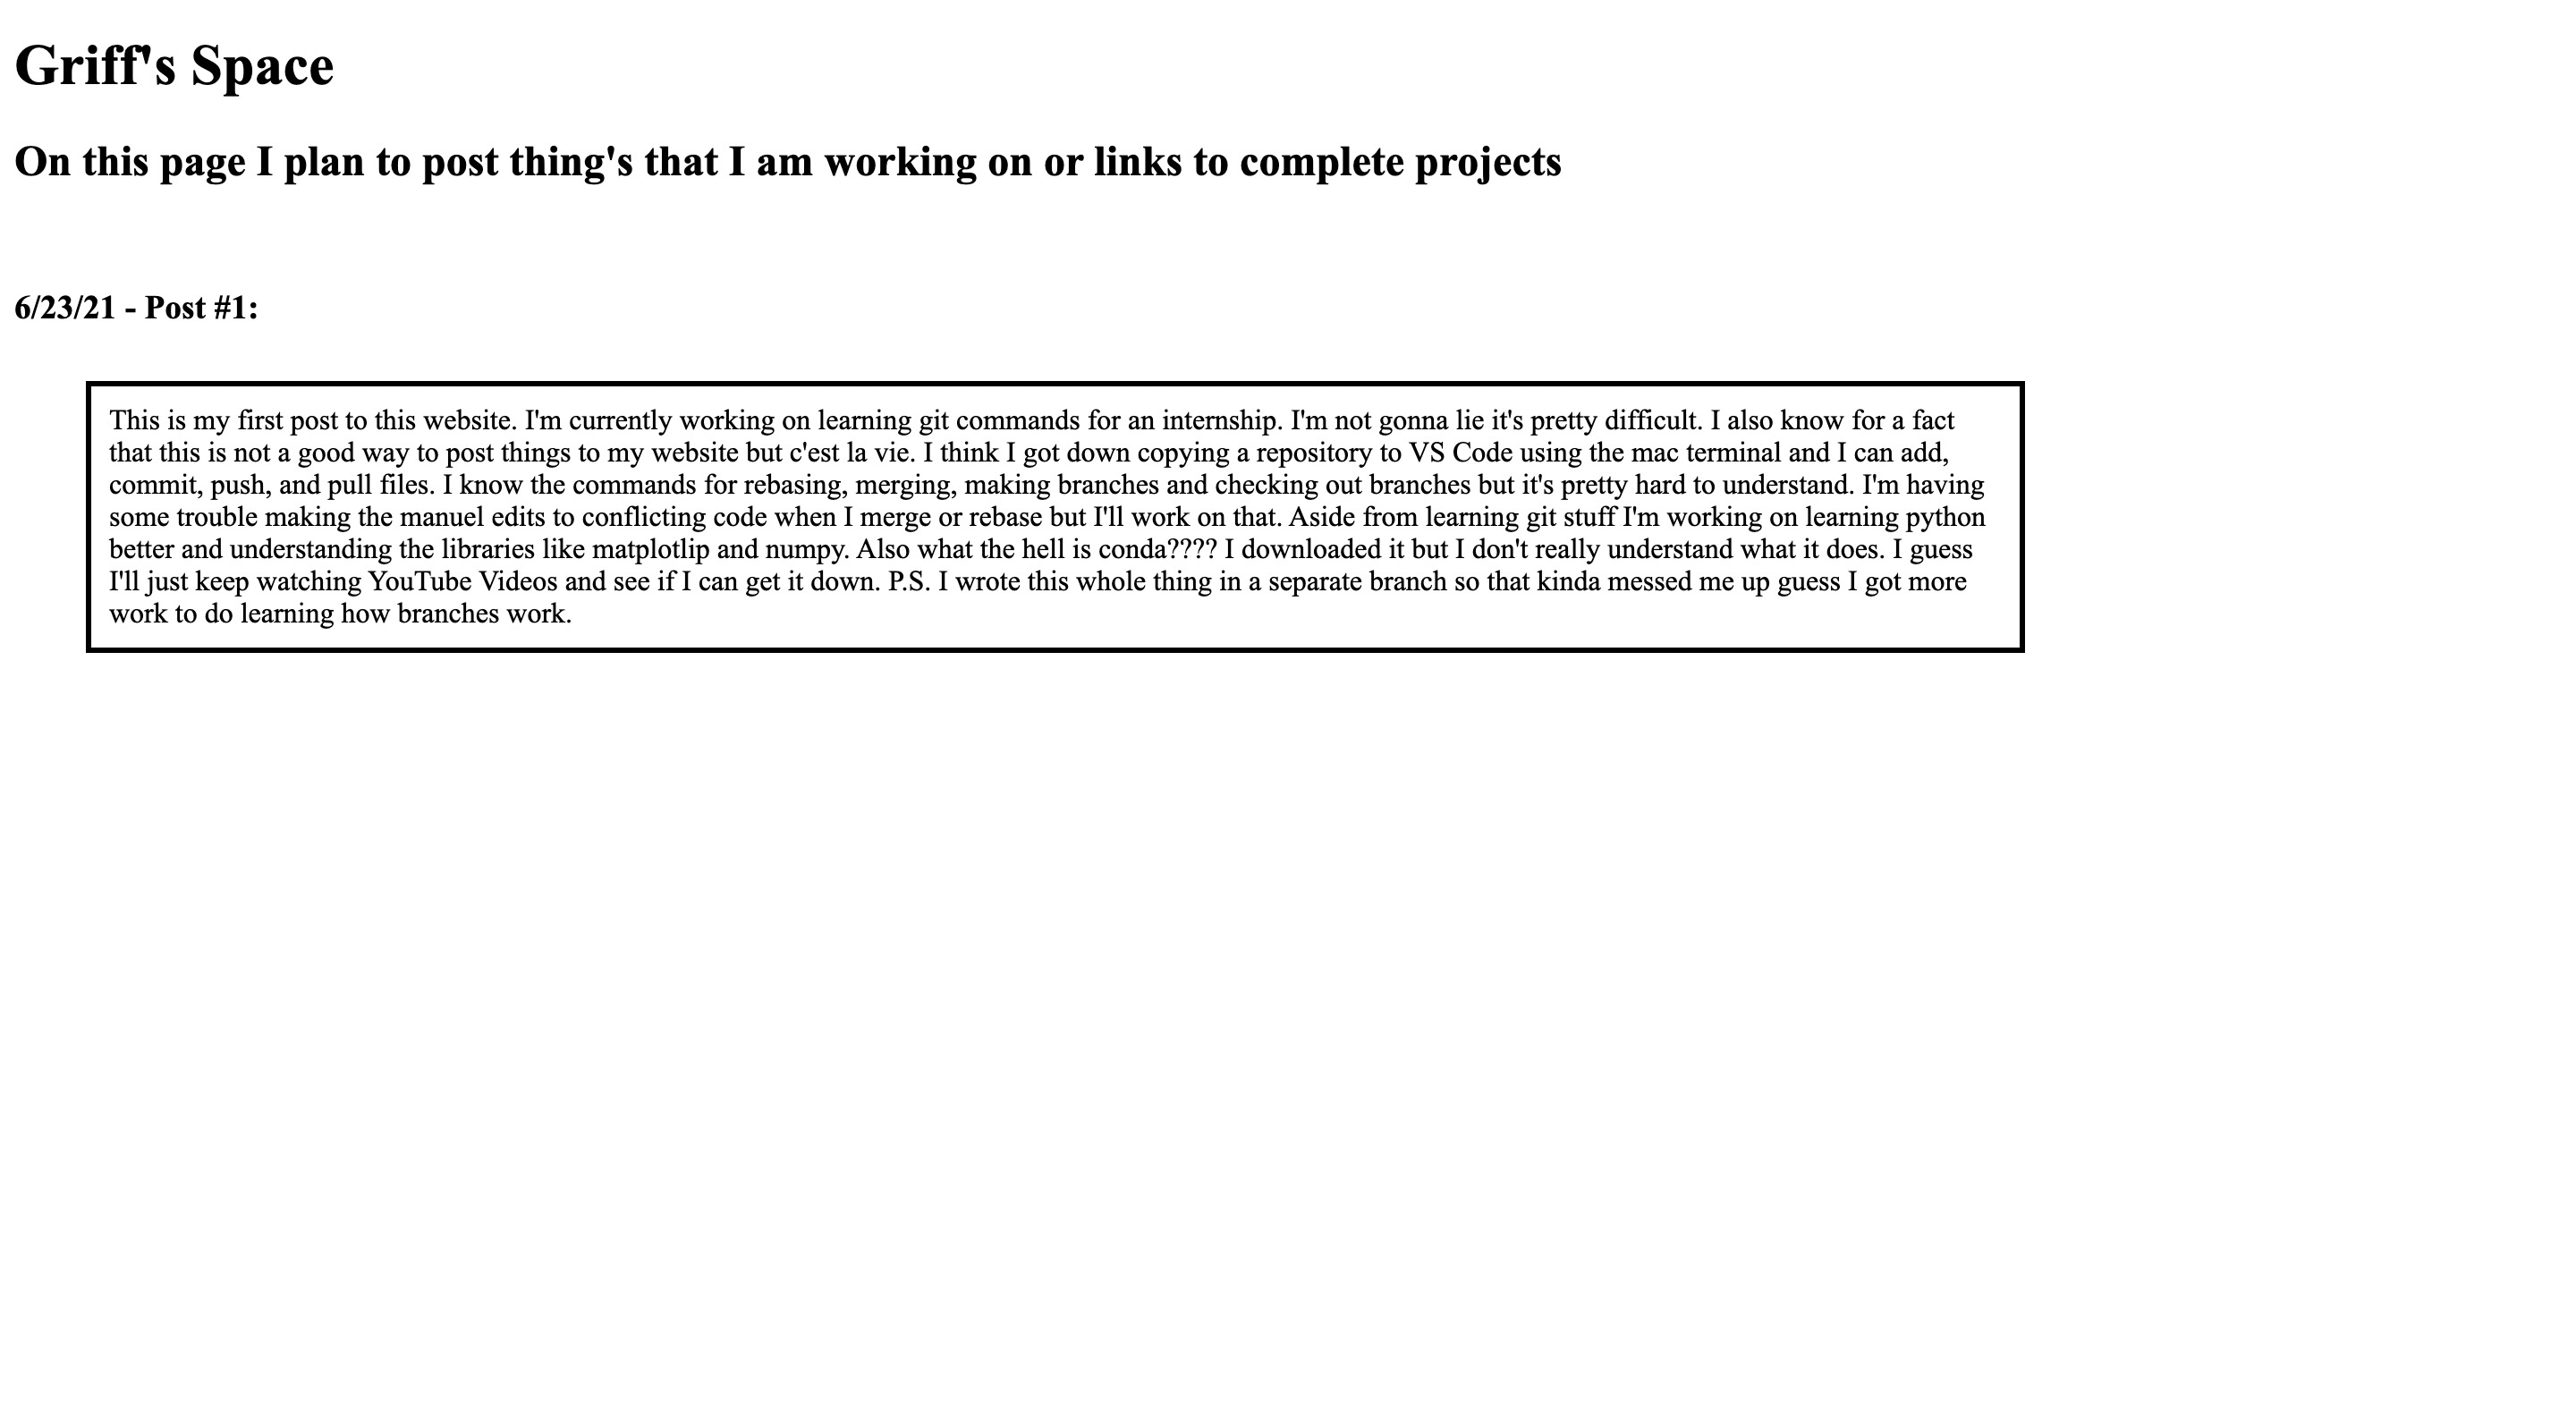 Griff's Space
On this page I plan to post thing's that I am working on or links to complete projects
6/23/21 - Post #1:
This is my first post to this website. I'm currently working on learning git commands for an internship. I'm not gonna lie it's pretty difficult. I also know for a fact
that this is not a good way to post things to my website but c'est la vie. I think I got down copying a repository to VS Code using the mac terminal and I can add,
commit, push, and pull files. I know the commands for rebasing, merging, making branches and checking out branches but it's pretty hard to understand. I'm having
some trouble making the manuel edits to conflicting code when I merge or rebase but I'll work on that. Aside from learning git stuff I'm working on learning python
better and understanding the libraries like matplotlip and numpy. Also what the hell is conda???? I downloaded it but I don't really understand what it does. I guess
I'll just keep watching YouTube Videos and see if I can get it down. P.S. I wrote this whole thing in a separate branch so that kinda messed me up guess I got more
work to do learning how branches work.